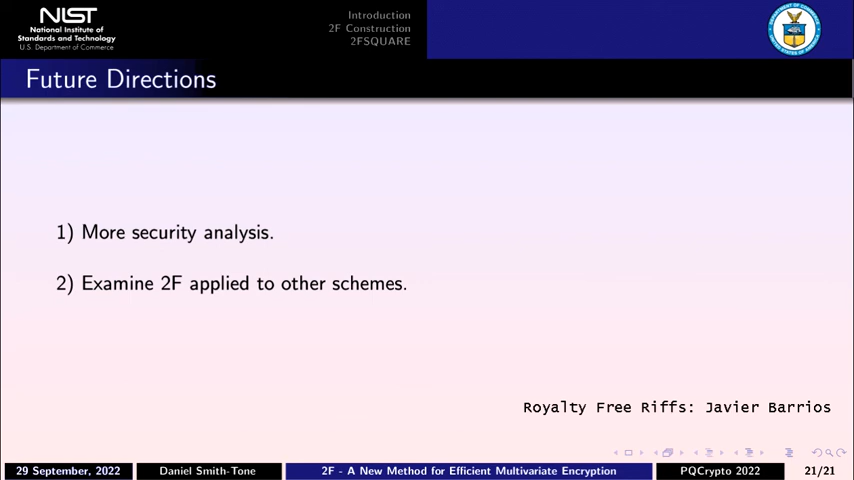 NIST
National Institute of
Standards and Technology
U.S. Department of Commerce
Introduction
2F Construction
2FSQUARE
Future Directions
1) More security analysis.
2) Examine 2F applied to other schemes.
Royalty Free Riffs: Javier Barrios
29 September, 2022 Daniel Smith-Tone 2F - A New Method for Efficient Multivariate Encryption PQCrypto 2022 21/21